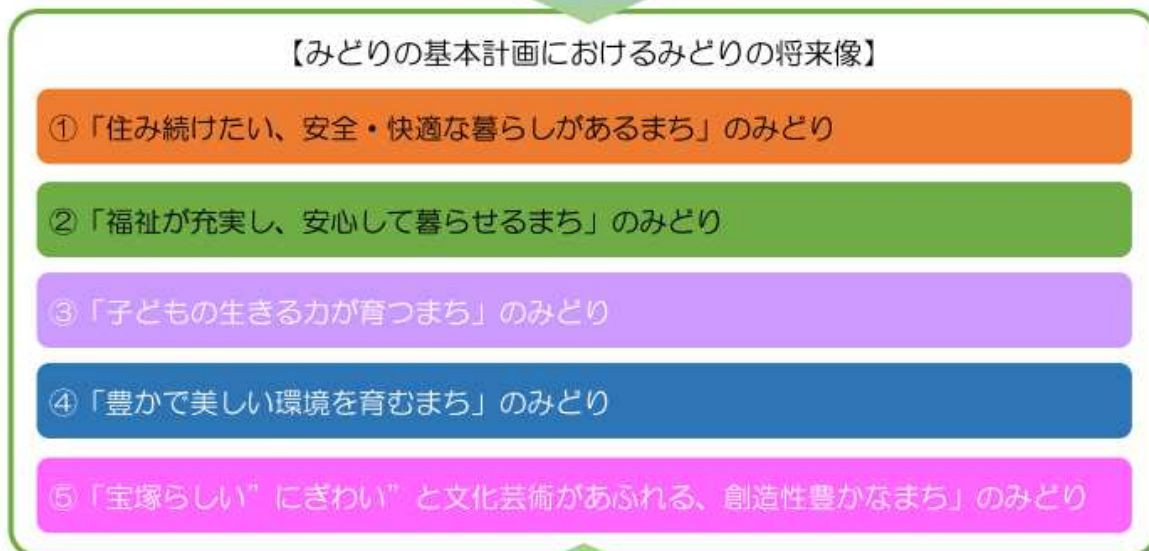 【みどりの基本計画におけるみどりの将来像】
①「住み続けたい、安全・快適な暮らしがあるまち」のみどり
②「福祉が充実し、安心して暮らせるまち」のみどり
③「子どもの生きる力が育つまち」のみどり
④「豊かで美しい環境を育むまち」のみどり
⑤「宝塚らしい”にぎわい”と文化芸術があふれる、創造性豊かなまち」のみどり